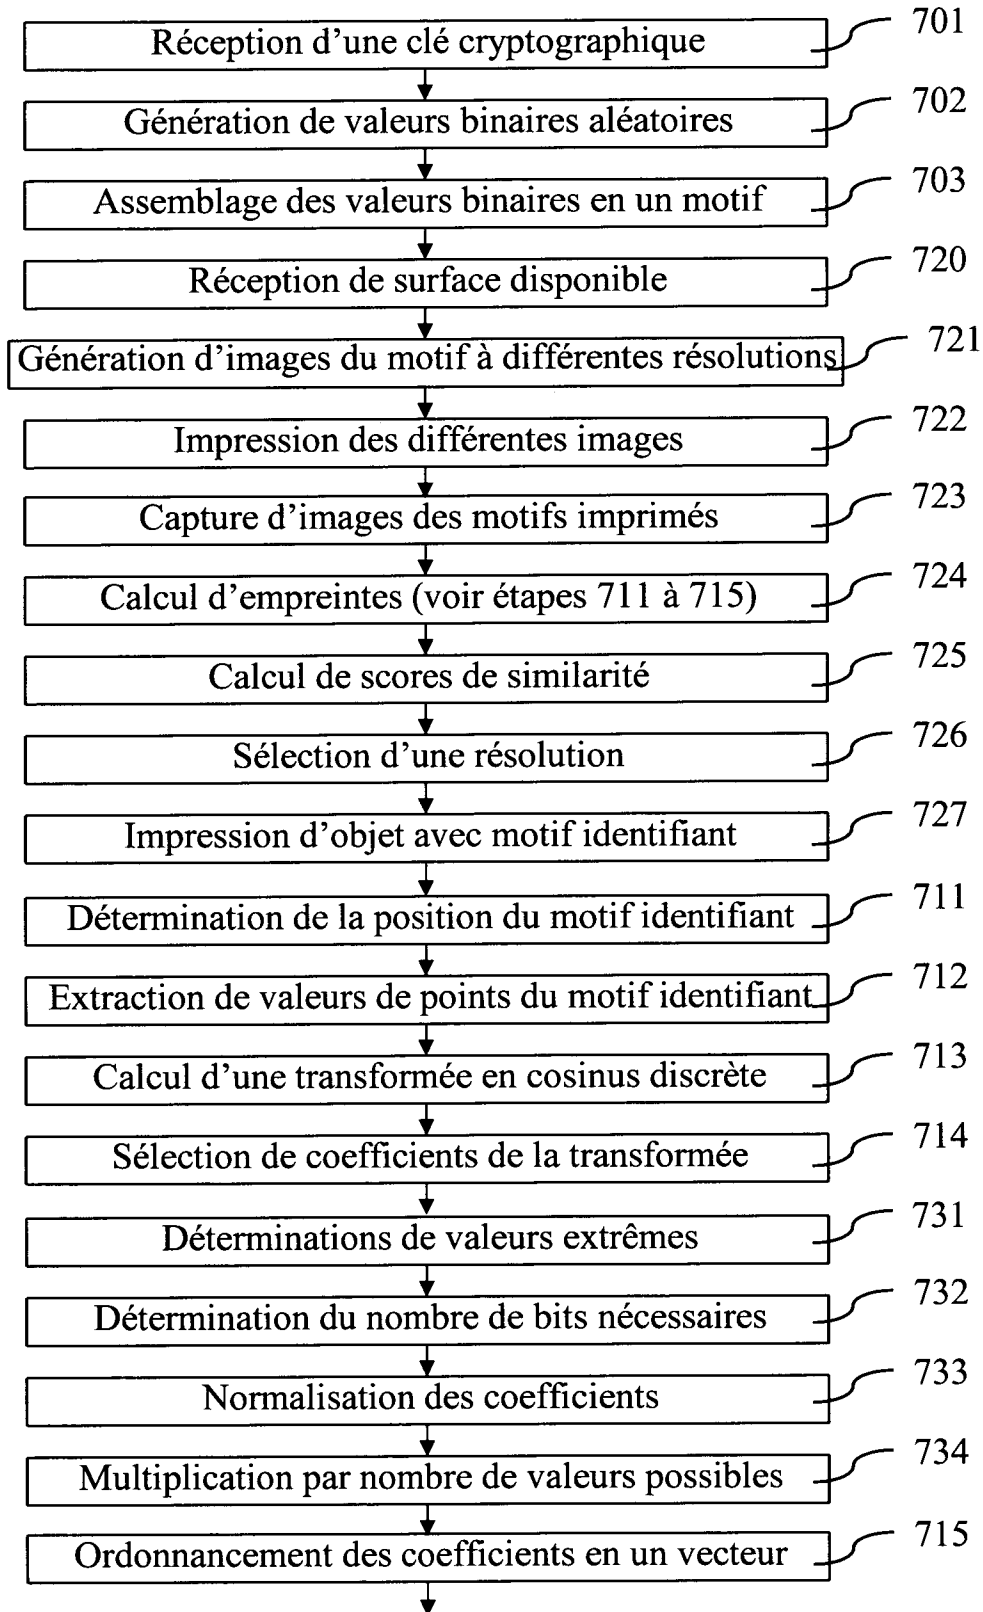 Réception d'une clé cryptographique 701
Génération de valeurs binaires aléatoires 702
Assemblage des valeurs binaires en un motif 703
Réception de surface disponible 720
Génération d'images du motif à différentes résolutions 721
Impression des différentes images 722
Capture d'images des motifs imprimés 723
Calcul d'empreintes (voir étapes 711 à 715) 724
Calcul de scores de similarité 725
Sélection d'une résolution 726
Impression d'objet avec motif identifiant 727
Détermination de la position du motif identifiant 711
Extraction de valeurs de points du motif identifiant 712
Calcul d'une transformée en cosinus discrète 713
Sélection de coefficients de la transformée 714
Déterminations de valeurs extrêmes 731
Détermination du nombre de bits nécessaires 732
Normalisation des coefficients 733
Multiplication par nombre de valeurs possibles 734
Ordonnancement des coefficients en un vecteur 715